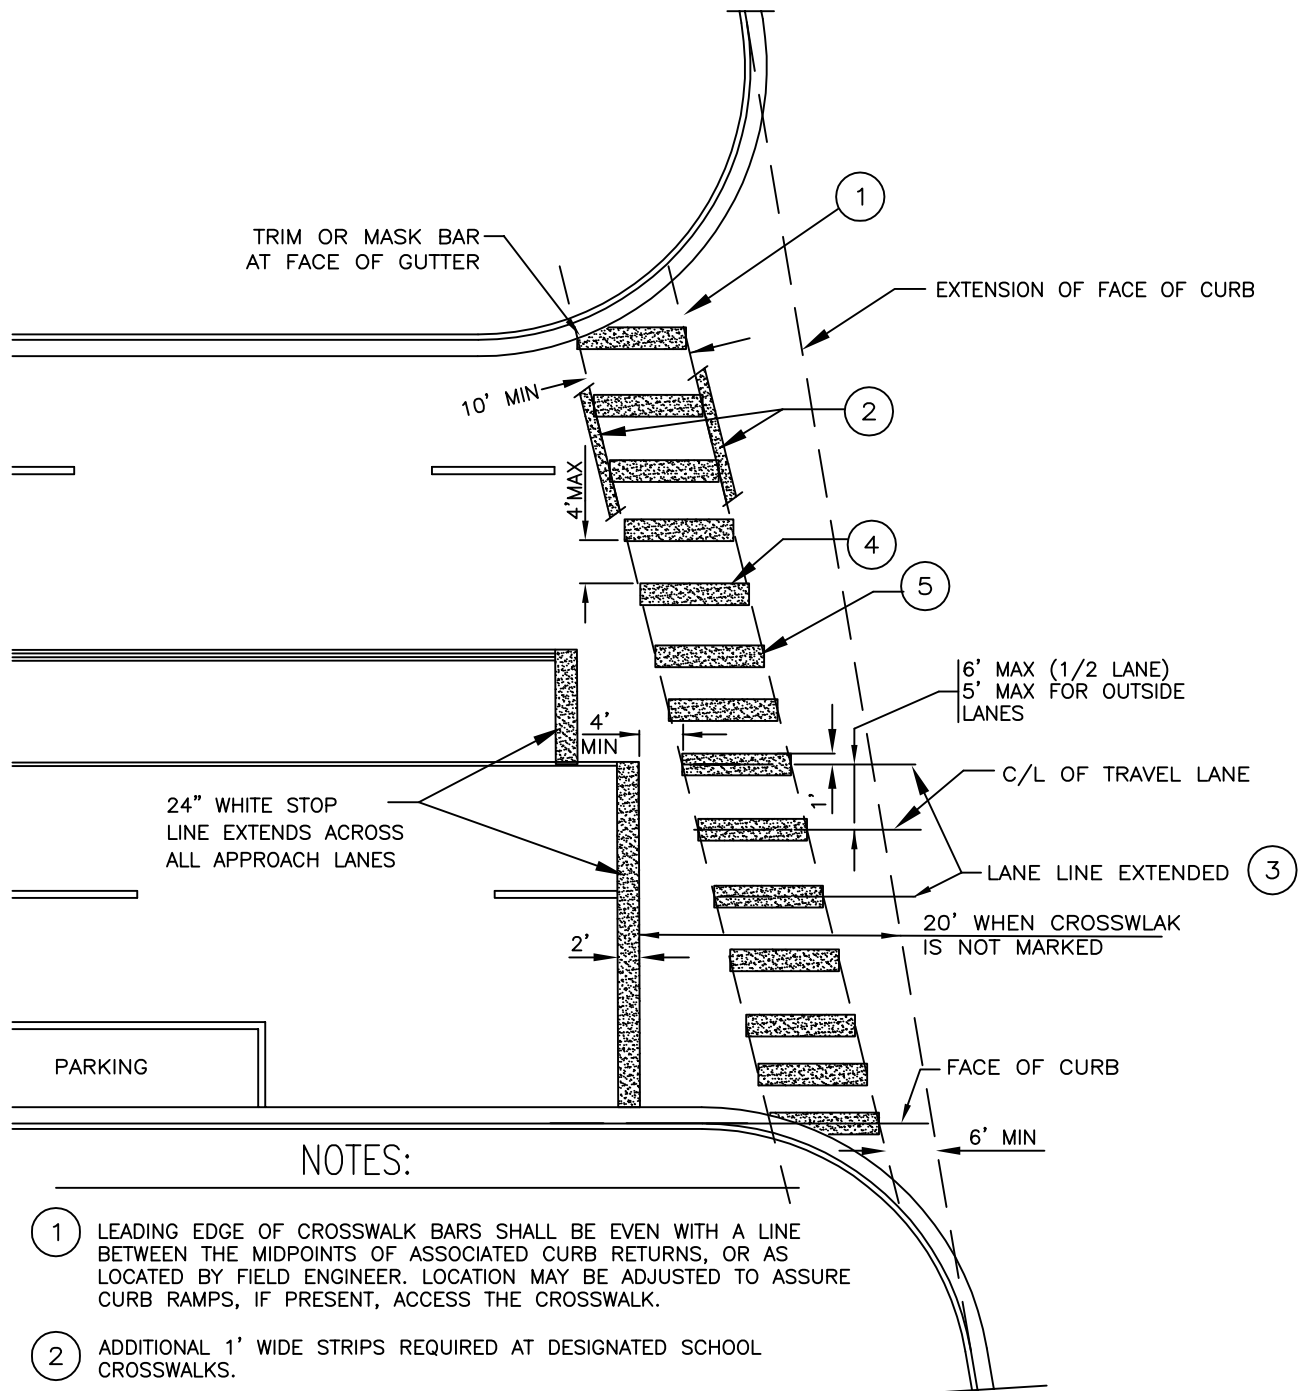 1
TRIM OR MASK BAR
AT FACE OF GUTTER
EXTENSION OF FACE OF CURB
10' MIN
2
4'MAX
4
5
6' MAX (1/2 LANE)
5' MAX FOR OUTSIDE
LANES
4'
MIN
C/L OF TRAVEL LANE
1'
24" WHITE STOP
LINE EXTENDS ACROSS
ALL APPROACH LANES
LANE LINE EXTENDED
3
20' WHEN CROSSWLAK
IS NOT MARKED
2'
PARKING
FACE OF CURB
6' MIN
NOTES:
1
LEADING EDGE OF CROSSWALK BARS SHALL BE EVEN WITH A LINE
BETWEEN THE MIDPOINTS OF ASSOCIATED CURB RETURNS, OR AS
LOCATED BY FIELD ENGINEER. LOCATION MAY BE ADJUSTED TO ASSURE
CURB RAMPS, IF PRESENT, ACCESS THE CROSSWALK.
2
ADDITIONAL 1' WIDE STRIPS REQUIRED AT DESIGNATED SCHOOL
CROSSWALKS.